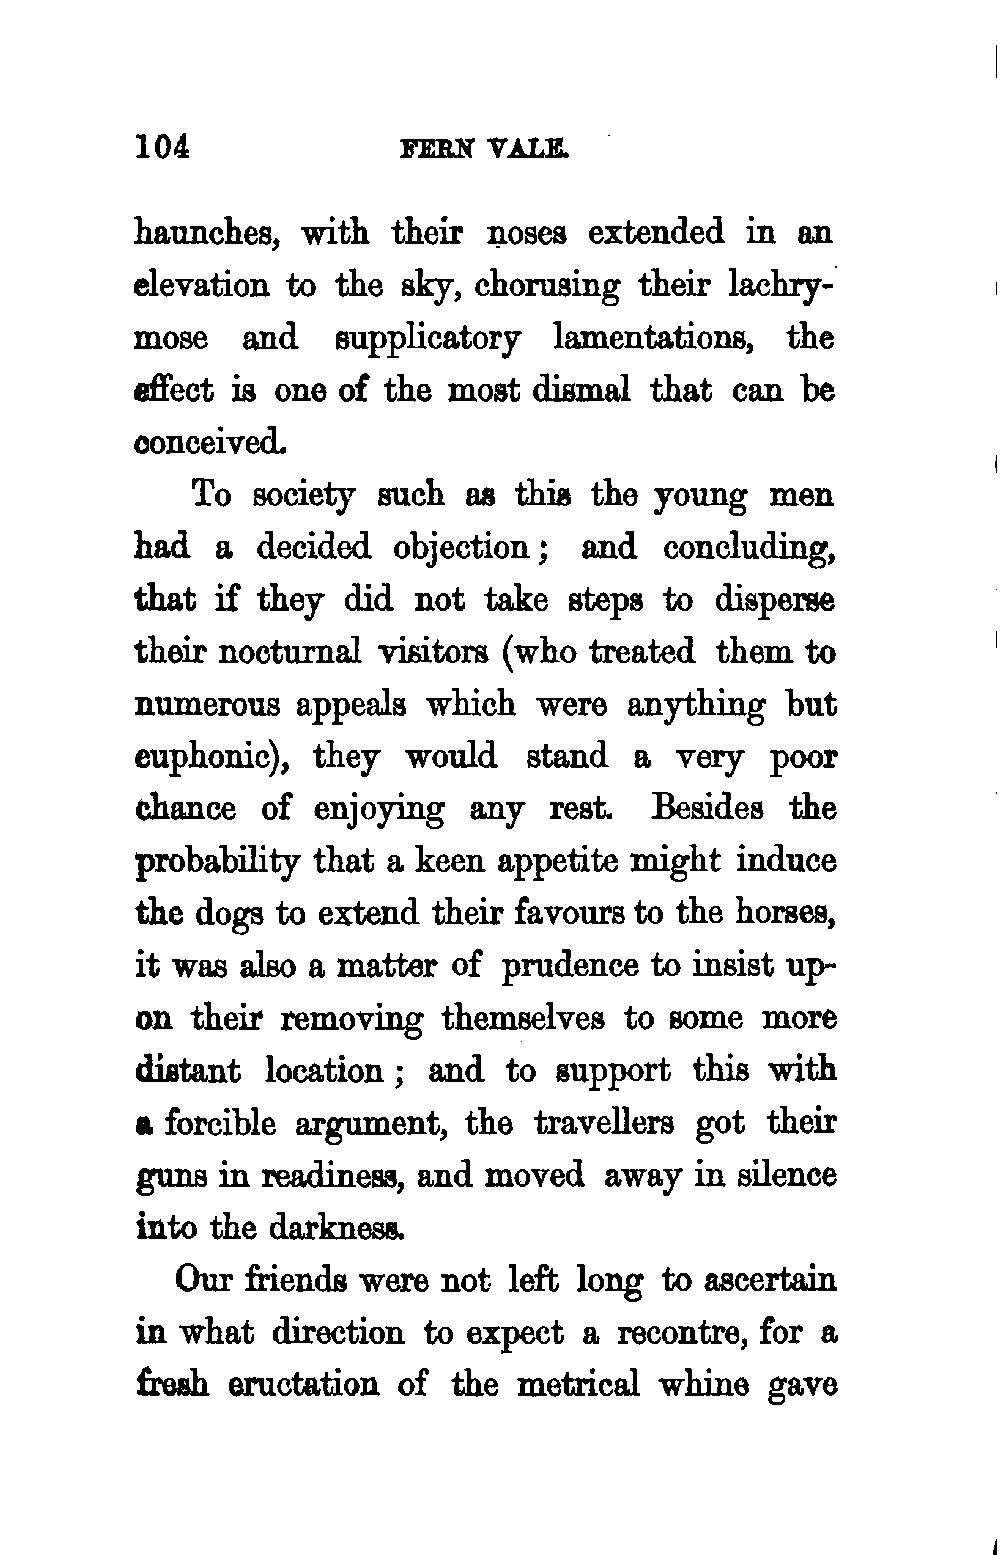 104 FERN VALE.
haunches, with their noses extended in an
elevation to the sky, chorusing their lachry-
mose and supplicatory lamentations, the
effect is one of the most dismal that can be
conceived.
To society such as this the young men
had a decided objection; and concluding,
that if they did not take steps to disperse
their nocturnal visitors (who treated them to
numerous appeals which were anything but
euphonic), they would stand a very poor
chance of enjoying any rest. Besides the
probability that a keen appetite might induce
the dogs to extend their favours to the horses,
it was also a matter of prudence to insist up-
on their removing themselves to some more
distant location; and to support this with
a forcible argument, the travellers got their
guns in readiness, and moved away in silence
into the darkness.
Our friends were not left long to ascertain
in what direction to expect a recontre, for a
fresh eructation of the metrical whine gave